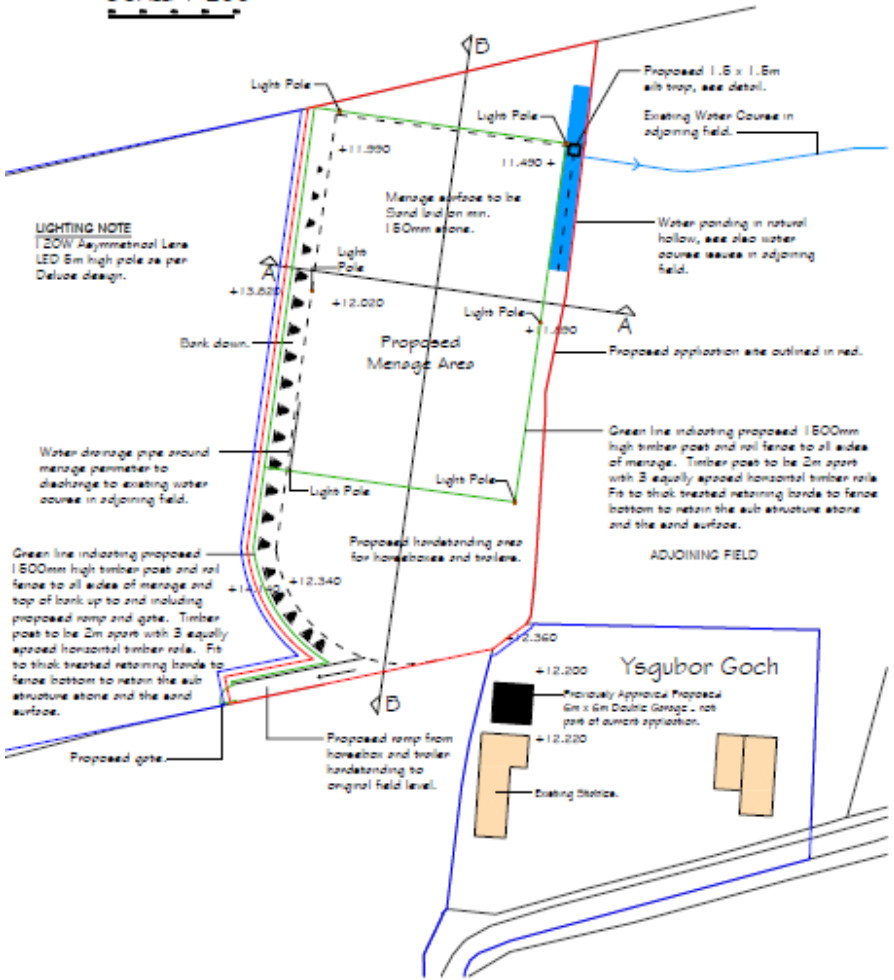 B
Light Pole
Proposed 1.5 x 1.5m
silt trap, see detail.
Light Pole
Existing Water Course in
adjoining field.
+11.990
11.490 +
Menage surface to be
Sand laid on min.
150mm stone.
LIGHTING NOTE
120W Asymmetrical Lens
LED 5m high pole as per
Deluce design.
Water ponding in natural
hollow, see also water
course issues in adjoining
field.
Light
Pole
A
+13.820
+12.020
Light Pole
A
Bank down.
Proposed
Menage Area
Proposed application site outlined in red.
Water drainage pipe around
menage perimeter to
discharge to existing water
course in adjoining field.
Green line indicating proposed 1500mm
high timber post and rail fence to all sides
of menage. Timber post to be 2m apart
with 3 equally spaced horizontal timber rails
Fit to thick treated retaining borda to fence
bottom to retain the sub structure stone
and the sand surface.
Light Pole
Light Pole
Proposed hardstanding area
for horseboxes and trailers.
ADJOINING FIELD
Green line indicating proposed
1500mm high timber post and rail
fence to all sides of menage and
top of bank up to and including
proposed ramp and gate. Timber
post to be 2m apart with 3 equally
spaced horizontal timber rails. Fit
to thick treated retaining borda to
fence bottom to retain the sub
structure stone and the sand
surface.
+12.340
+12.360
+12.200
Ysgubor Goch
Previously Approved Proposed
6m x 6m Double Garage - not
part of current application.
B
+12.220
Proposed gate.
Proposed ramp from
horsebox and trailer
hardstanding to
original field level.
Existing Stables.